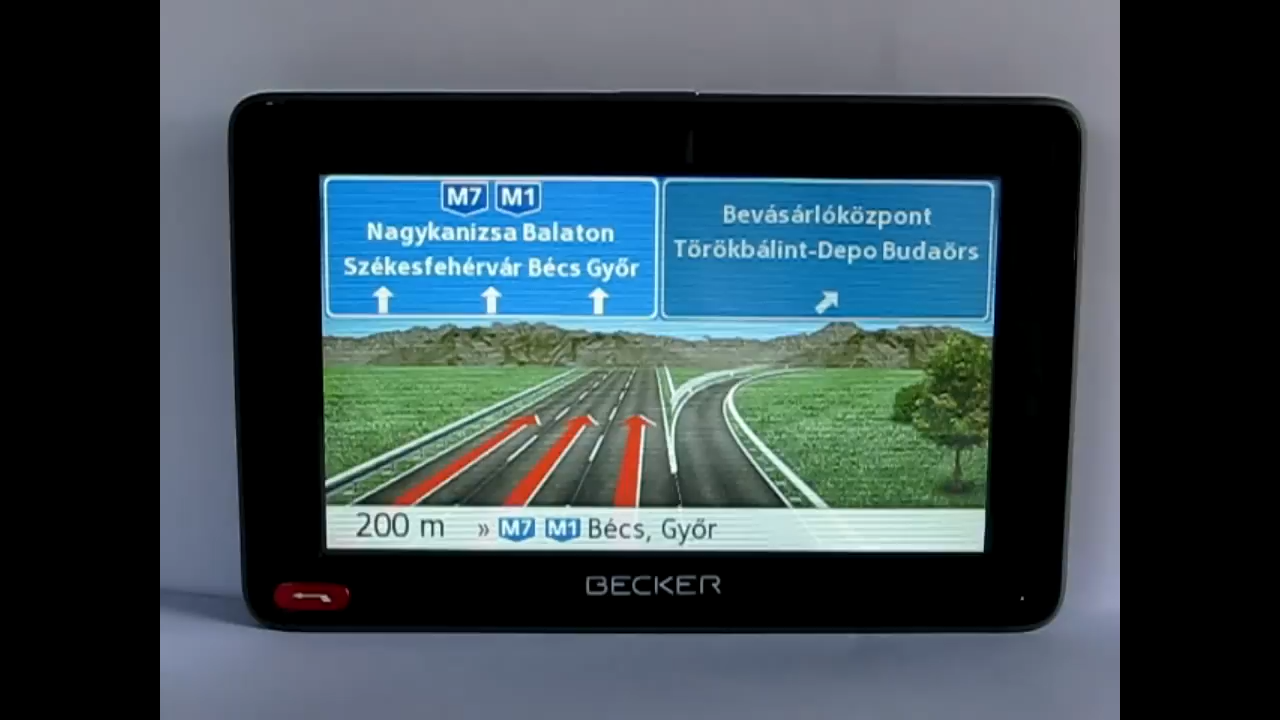 M7 M1
Nagykanizsa Balaton
Székesfehérvár Bécs Győr
Bevásárlóközpont
Törökbálint-Depo Budaörs
200 m » M7 M1 Bécs, Győr
BECKER